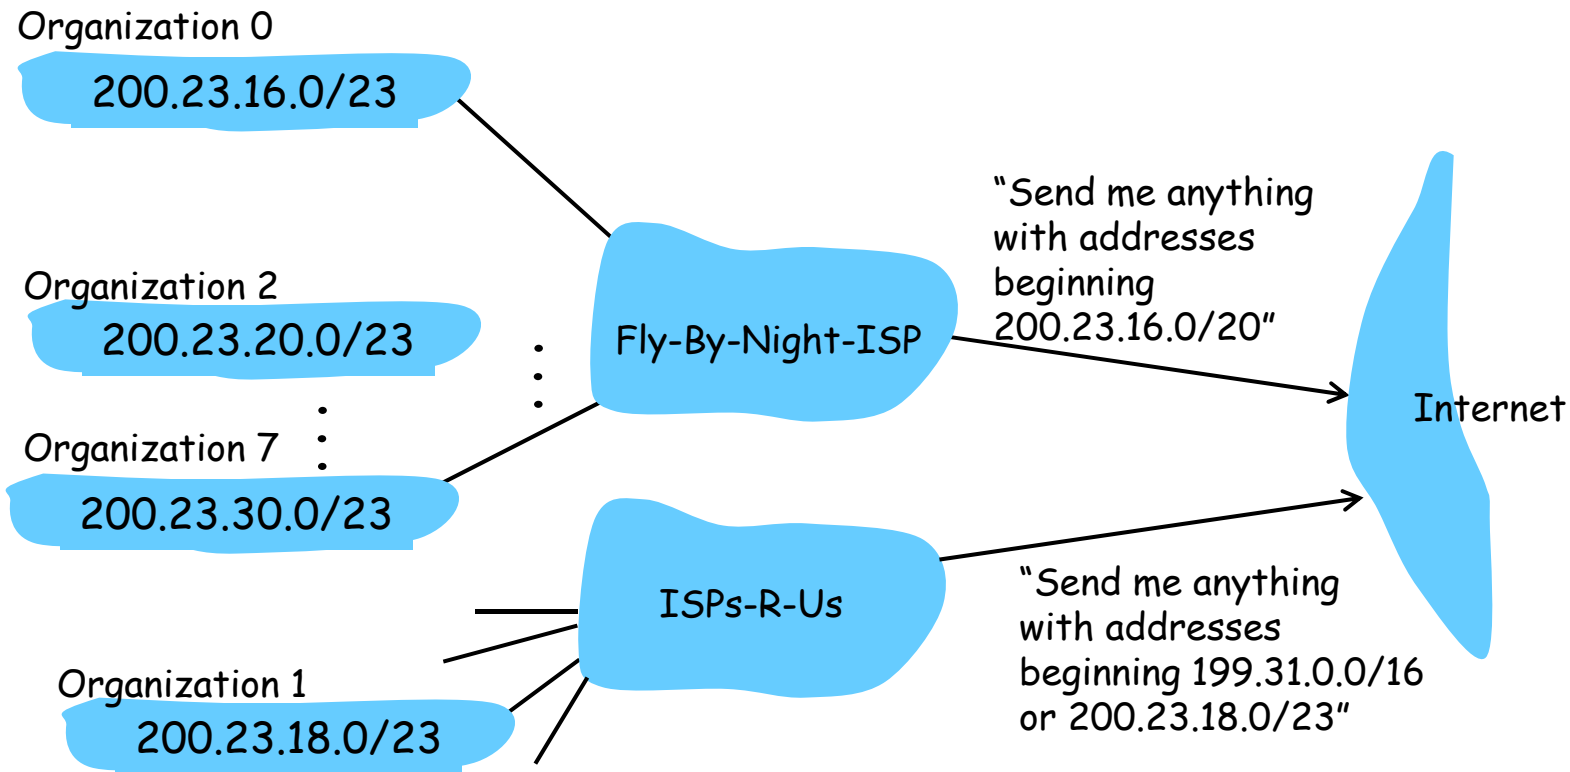 Organization 0
200.23.16.0/23
Organization 2
200.23.20.0/23
Organization 7
200.23.30.0/23
Fly-By-Night-ISP
“Send me anything
with addresses
beginning
200.23.16.0/20”
Internet
ISPs-R-Us
Organization 1
200.23.18.0/23
“Send me anything
with addresses
beginning 199.31.0.0/16
or 200.23.18.0/23”